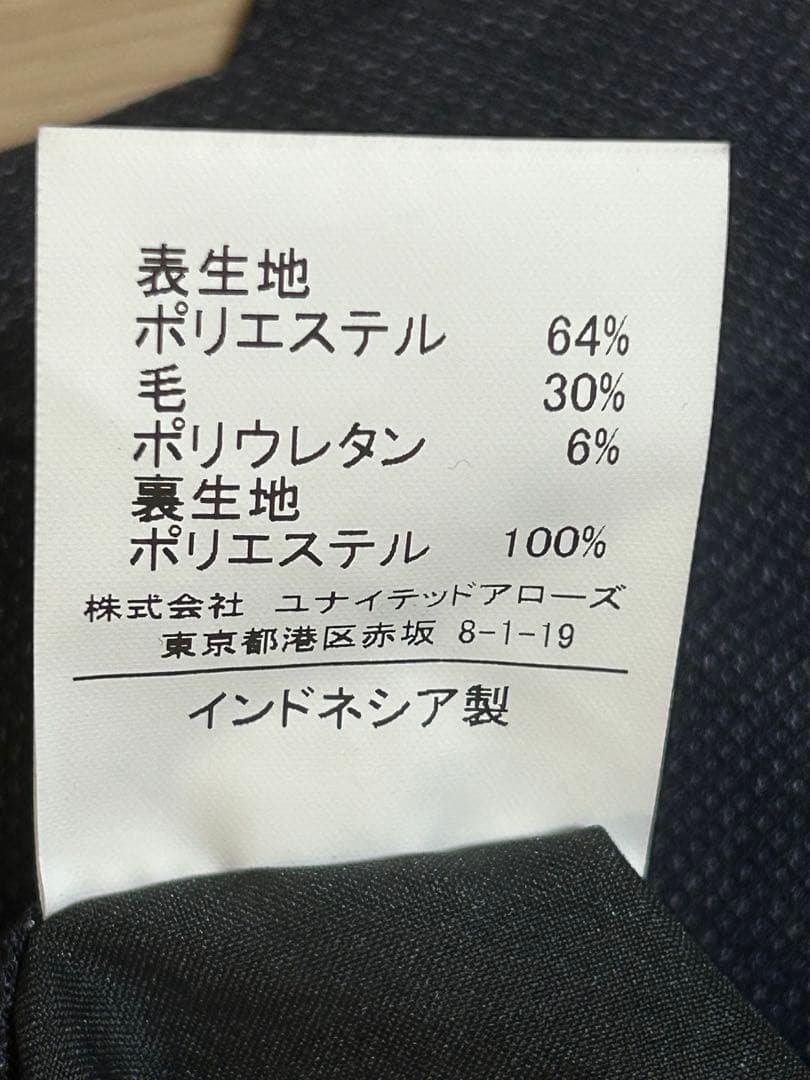 表生地
ポリエステル 64%
毛 30%
ポリウレタン 6%
裏生地
ポリエステル 100%
株式会社 ユナイテッドアローズ
東京都港区赤坂 8-1-19
インドネシア製